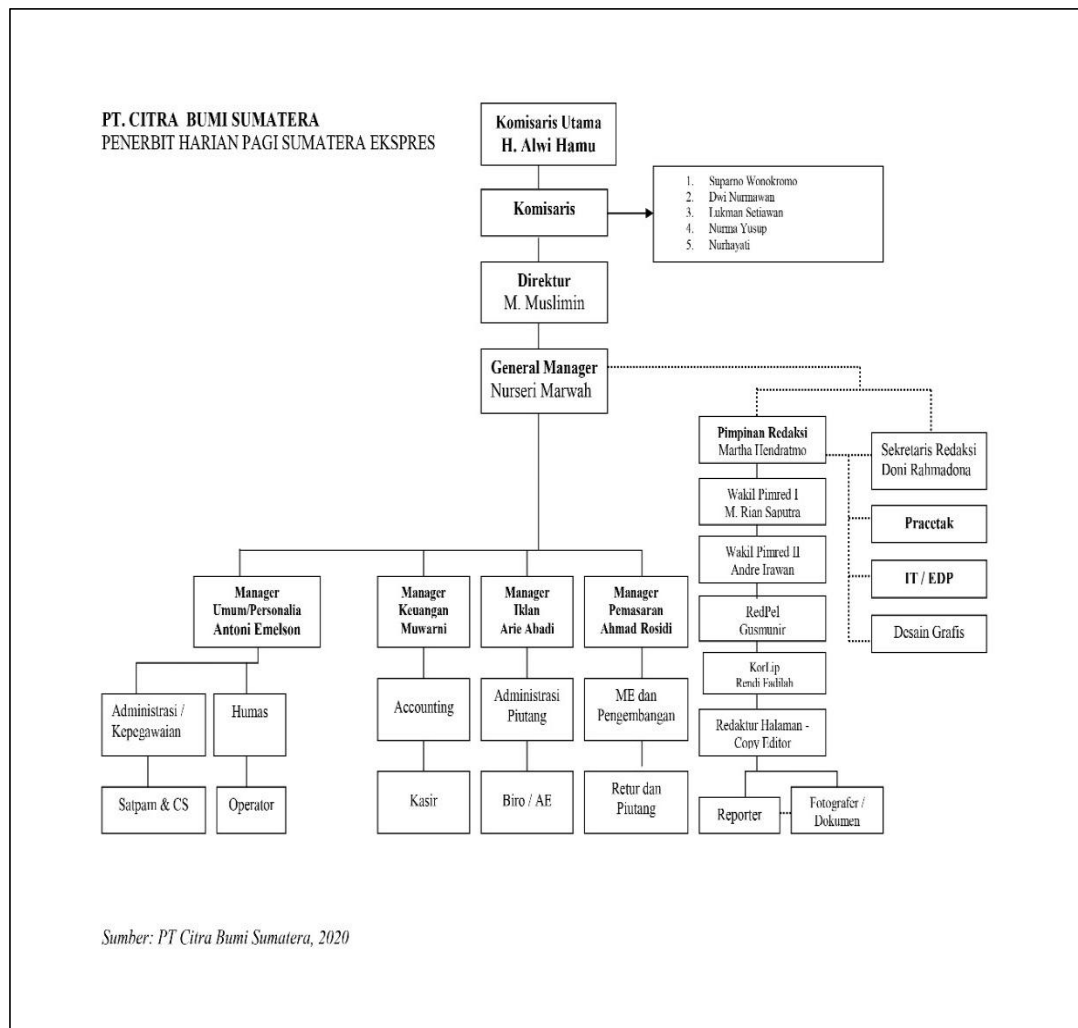 PT. CITRA BUMI SUMATERA
PENERBIT HARIAN PAGI SUMATERA EKSPRES
Komisaris Utama
H. Alwi Hamu
Komisaris
1. Suparno Wonokromo
2. Dwi Nurmawan
3. Lukman Setiawan
4. Nurma Yusup
5. Nurhayati
Direktur
M. Muslimin
General Manager
Nurseri Marwah
Pimpinan Redaksi
Martha Hendratmo
Sekretaris Redaksi
Doni Rahmadona
Wakil Pimred I
M. Rian Saputra
Pracetak
Wakil Pimred II
Andre Irawan
IT / EDP
RedPel
Gusmunir
Desain Grafis
KorLip
Rendi Fadilah
Redaktur Halaman -
Copy Editor
Reporter
Fotografer /
Dokumen
Manager
Umum/Personalia
Antoni Emelson
Manager
Keuangan
Muwarni
Manager
Iklan
Arie Abadi
Manager
Pemasaran
Ahmad Rosidi
Administrasi /
Kepegawaian
Humas
Accounting
Administrasi
Piutang
ME dan
Pengembangan
Satpam & CS
Operator
Kasir
Biro / AE
Retur dan
Piutang
Sumber: PT Citra Bumi Sumatera, 2020